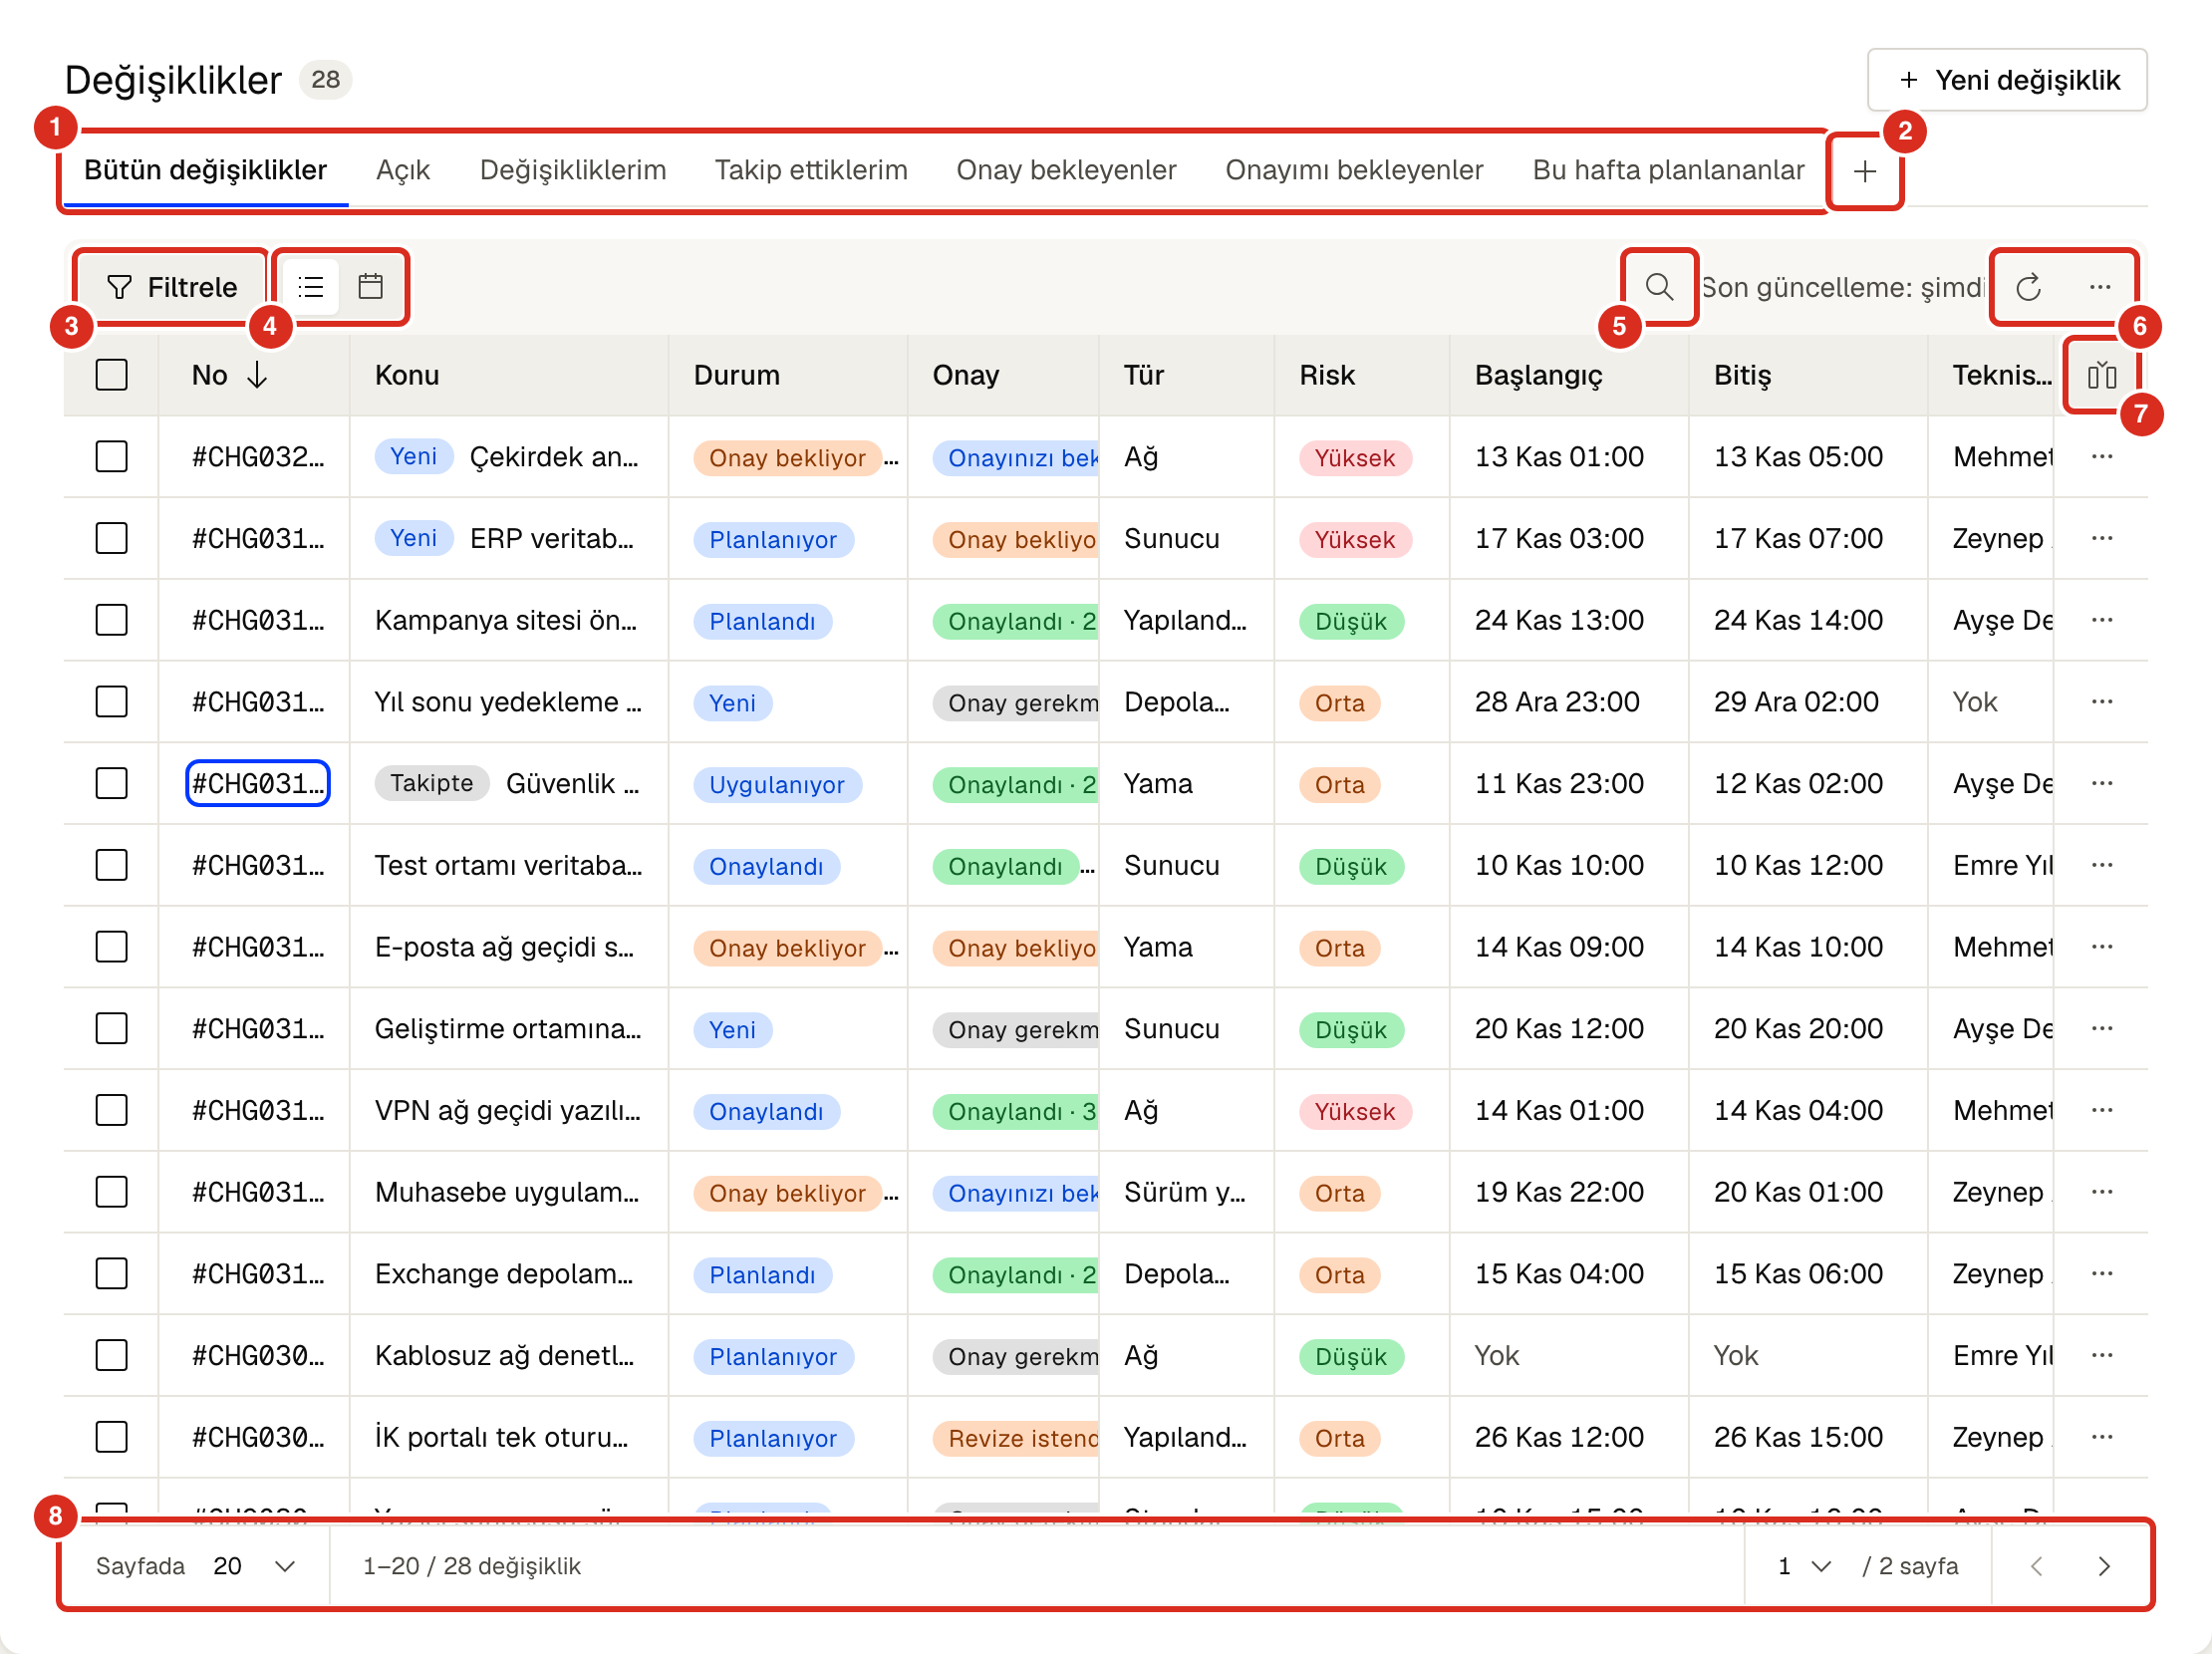 Değişiklikler 28
+ Yeni değişiklik
1
2
Bütün değişiklikler Açık Değişikliklerim Takip ettiklerim Onay bekleyenler Onayımı bekleyenler Bu hafta planlananlar +
Filtrele Son güncelleme: şimdi ...
3 4 5 6
No Konu Durum Onay Tür Risk Başlangıç Bitiş Teknis...
7
#CHG032... Yeni Çekirdek an... Onay bekliyor ... Onayınızı bek Ağ Yüksek 13 Kas 01:00 13 Kas 05:00 Mehmet ...
#CHG031... Yeni ERP veritab... Planlanıyor Onay bekliyo Sunucu Yüksek 17 Kas 03:00 17 Kas 07:00 Zeynep ...
#CHG031... Kampanya sitesi ön... Planlandı Onaylandı · 2 Yapıland... Düşük 24 Kas 13:00 24 Kas 14:00 Ayşe De ...
#CHG031... Yıl sonu yedekleme ... Yeni Onay gerekm Depola... Orta 28 Ara 23:00 29 Ara 02:00 Yok ...
#CHG031... Takipte Güvenlik ... Uygulanıyor Onaylandı · 2 Yama Orta 11 Kas 23:00 12 Kas 02:00 Ayşe De ...
#CHG031... Test ortamı veritaba... Onaylandı Onaylandı ... Sunucu Düşük 10 Kas 10:00 10 Kas 12:00 Emre Yıl ...
#CHG031... E-posta ağ geçidi s... Onay bekliyor ... Onay bekliyo Yama Orta 14 Kas 09:00 14 Kas 10:00 Mehmet ...
#CHG031... Geliştirme ortamına... Yeni Onay gerekm Sunucu Düşük 20 Kas 12:00 20 Kas 20:00 Ayşe De ...
#CHG031... VPN ağ geçidi yazılı... Onaylandı Onaylandı · 3 Ağ Yüksek 14 Kas 01:00 14 Kas 04:00 Mehmet ...
#CHG031... Muhasebe uygulam... Onay bekliyor ... Onayınızı bek Sürüm y... Orta 19 Kas 22:00 20 Kas 01:00 Zeynep ...
#CHG031... Exchange depolam... Planlandı Onaylandı · 2 Depola... Orta 15 Kas 04:00 15 Kas 06:00 Zeynep ...
#CHG030... Kablosuz ağ denetl... Planlanıyor Onay gerekm Ağ Düşük Yok Yok Emre Yıl ...
#CHG030... İK portalı tek oturu... Planlanıyor Revize istend Yapıland... Orta 26 Kas 12:00 26 Kas 15:00 Zeynep ...
8
Sayfada 20 1–20 / 28 değişiklik 1 / 2 sayfa